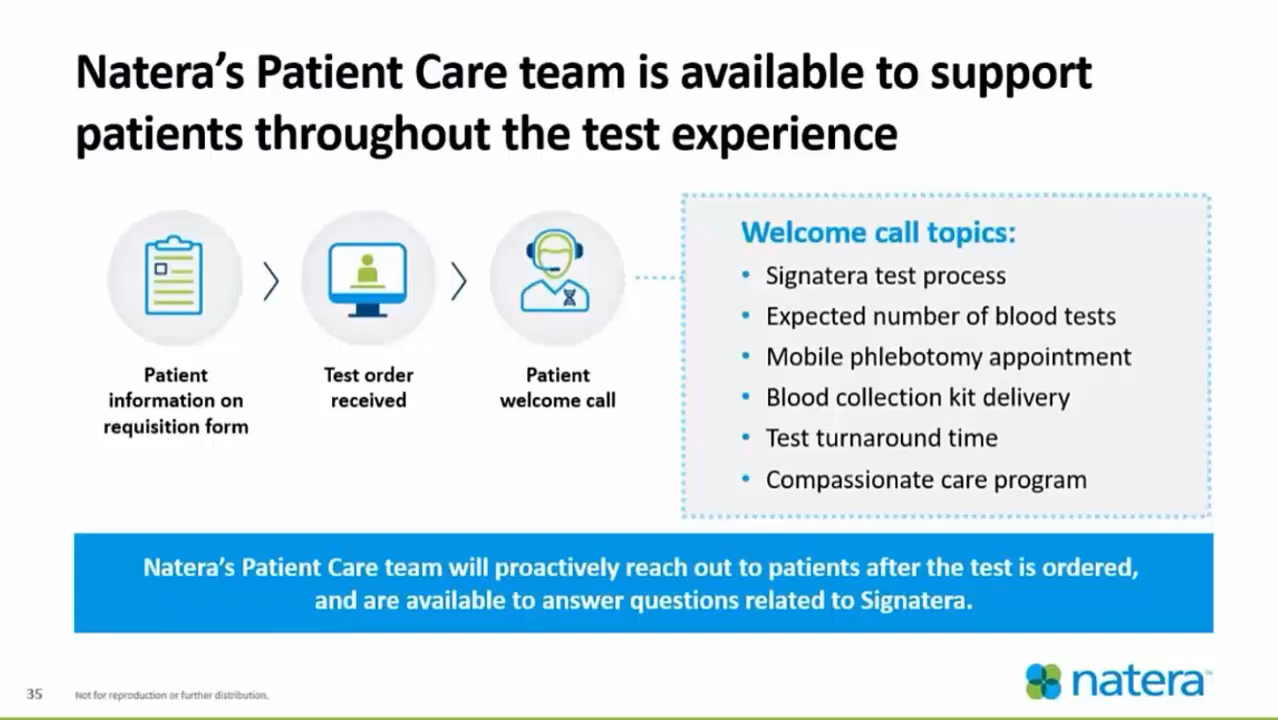 Natera's Patient Care team is available to support
patients throughout the test experience
Patient
information on
requisition form
Test order
received
Patient
welcome call
Welcome call topics:
• Signatera test process
• Expected number of blood tests
• Mobile phlebotomy appointment
• Blood collection kit delivery
• Test turnaround time
• Compassionate care program
Natera's Patient Care team will proactively reach out to patients after the test is ordered,
and are available to answer questions related to Signatera.
35
Not for reproduction or further distribution.
natera™